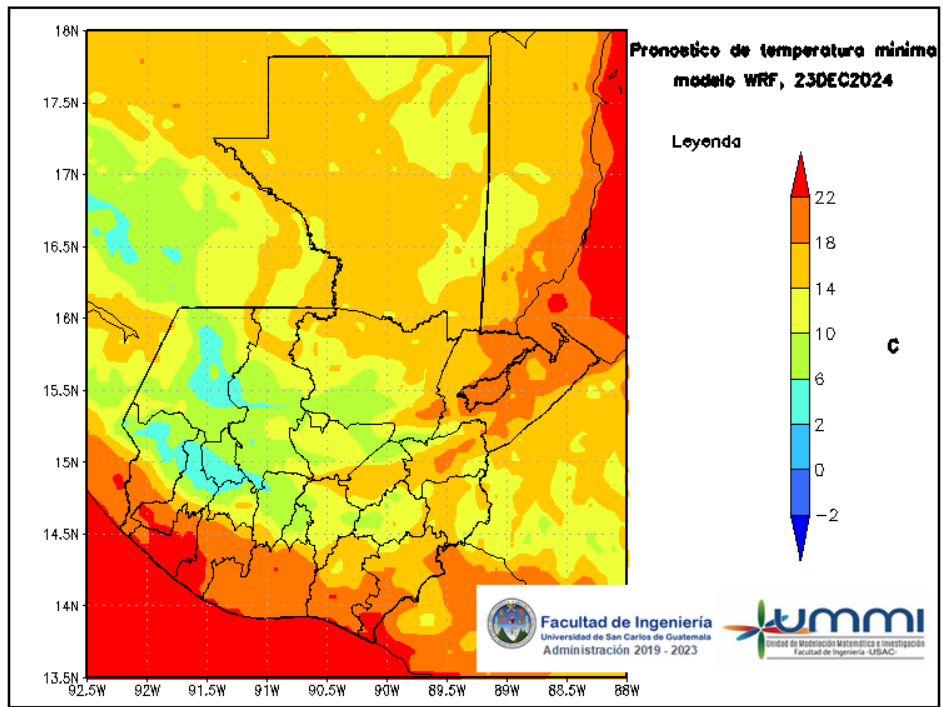 Pronostico de temperatura minima
modelo WRF, 23DEC2024
Leyenda
22
18
14
10
6
2
0
−2
C
18N
17.5N
17N
16.5N
16N
15.5N
15N
14.5N
14N
13.5N
92.5W 92W 91.5W 91W 90.5W 90W 89.5W 89W 88.5W 88W
Facultad de Ingeniería
Universidad de San Carlos de Guatemala
Administración 2019 - 2023
ummi
Unidad de Modelación Matemática e Investigación
Facultad de Ingeniería -USAC-